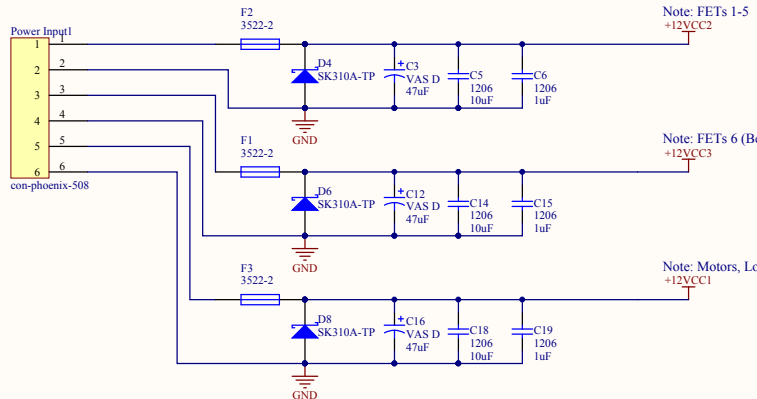 Power Input1
1
1
2
2
3
3
4
4
5
5
6
6
con-phoenix-508
F2
3522-2
D4
SK310A-TP
+
C3
VAS D
47uF
C5
1206
10uF
C6
1206
1uF
GND
Note: FETs 1-5
+12VCC2
F1
3522-2
D6
SK310A-TP
+
C12
VAS D
47uF
C14
1206
10uF
C15
1206
1uF
GND
Note: FETs 6 (Be
+12VCC3
F3
3522-2
D8
SK310A-TP
+
C16
VAS D
47uF
C18
1206
10uF
C19
1206
1uF
GND
Note: Motors, Lo
+12VCC1